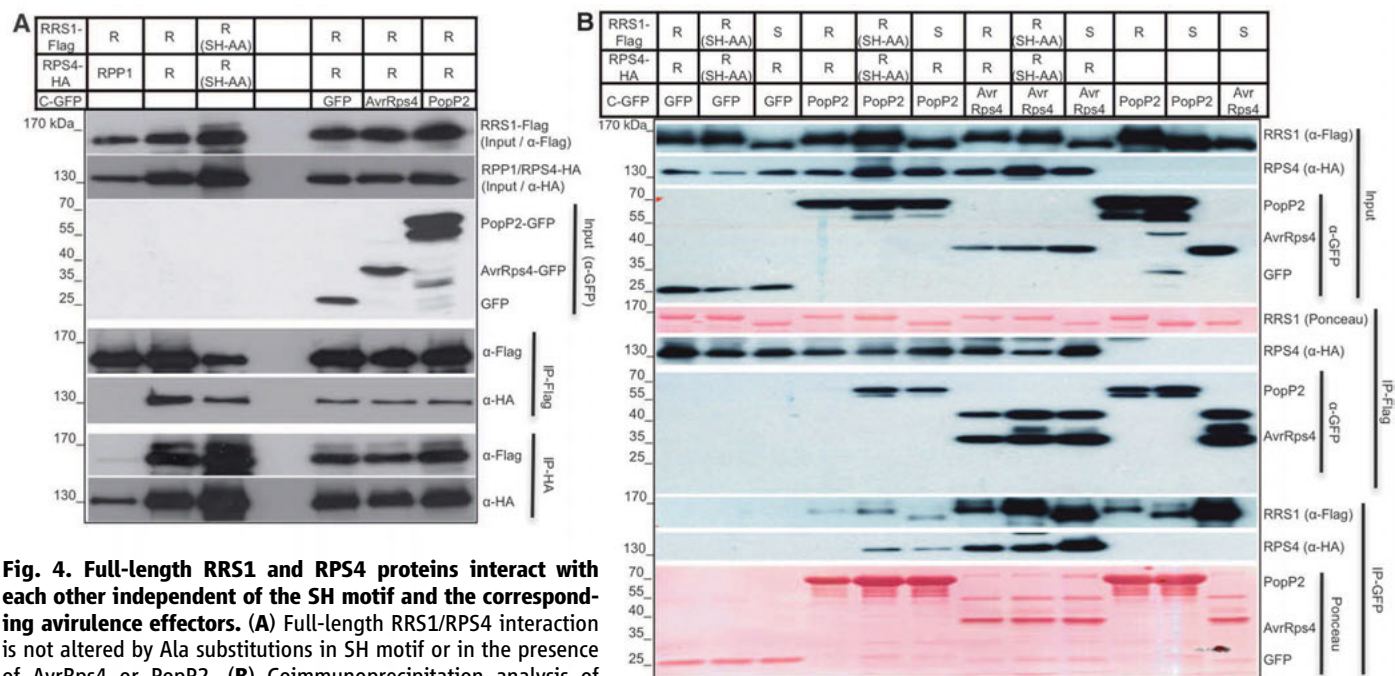 A
RRS1-Flag R R R (SH-AA) R R R
RPS4-HA RPP1 R R (SH-AA) R R R
C-GFP GFP AvrRps4 PopP2
170 kDa
RRS1-Flag
(Input / α-Flag)
130
RPP1/RPS4-HA
(Input / α-HA)
70
55
40
35
25
PopP2-GFP
AvrRps4-GFP
GFP
Input (α-GFP)
170
α-Flag
130
α-HA
IP-Flag
170
α-Flag
130
α-HA
IP-HA
Fig. 4. Full-length RRS1 and RPS4 proteins interact with
each other independent of the SH motif and the correspond-
ing avirulence effectors. (A) Full-length RRS1/RPS4 interaction
is not altered by Ala substitutions in SH motif or in the presence
of AvrRps4 or PopP2. (B) Coimmunoprecipitation analysis of
B
RRS1-Flag R R (SH-AA) S R R (SH-AA) S R R (SH-AA) S R S S
RPS4-HA R R (SH-AA) R R R (SH-AA) R R R (SH-AA) R
C-GFP GFP GFP GFP PopP2 PopP2 PopP2 Avr Rps4 Avr Rps4 Avr Rps4 PopP2 PopP2 Avr Rps4
170 kDa
RRS1 (α-Flag)
130
RPS4 (α-HA)
70
55
40
35
25
PopP2
AvrRps4
GFP
α-GFP
Input
170
RRS1 (Ponceau)
130
RPS4 (α-HA)
70
55
40
35
25
PopP2
AvrRps4
α-GFP
IP-Flag
170
RRS1 (α-Flag)
130
RPS4 (α-HA)
70
55
40
35
25
PopP2
AvrRps4
GFP
Ponceau
IP-GFP